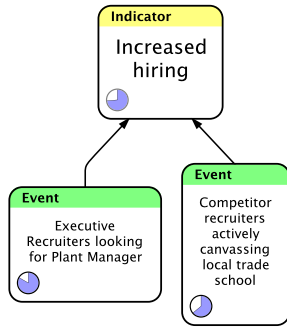 Indicator
Increased
hiring
Event
Executive
Recruiters looking
for Plant Manager
Event
Competitor
recruiters
actively
canvassing
local trade
school